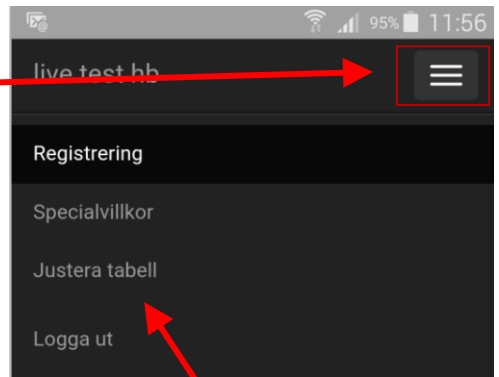 95% 11:56
live test hb
Registrering
Specialvillkor
Justera tabell
Logga ut